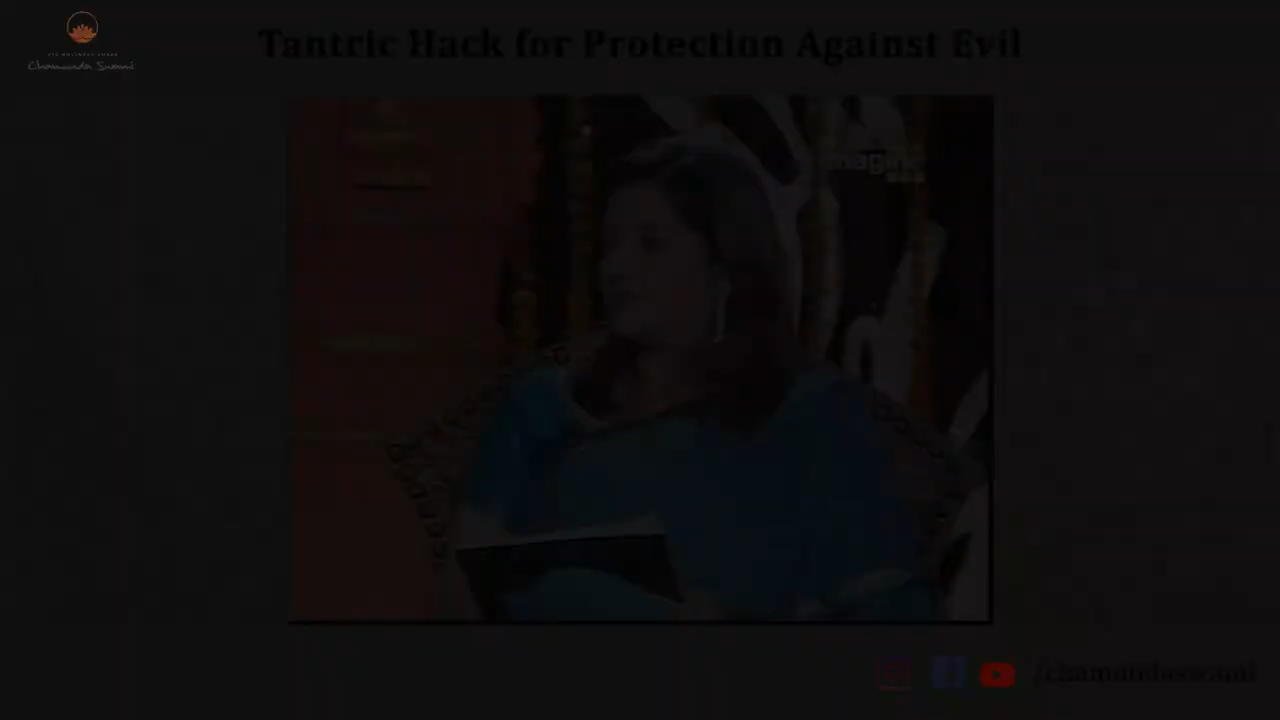 Tantric Hack for Protection Against Evil
Chamunda Swami
/chamundaswami